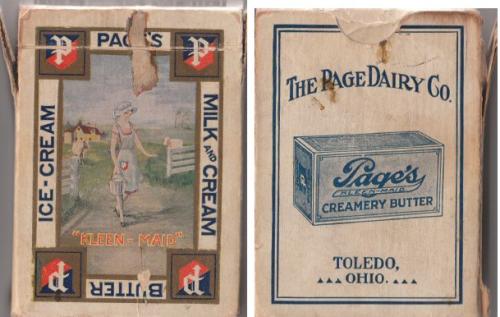 P PAGE'S P
ICE-CREAM
MILK AND CREAM
"KLEEN-MAID"
P BUTTER P
THE PAGE DAIRY CO.
Page's
KLEEN-MAID
CREAMERY BUTTER
TOLEDO,
OHIO.